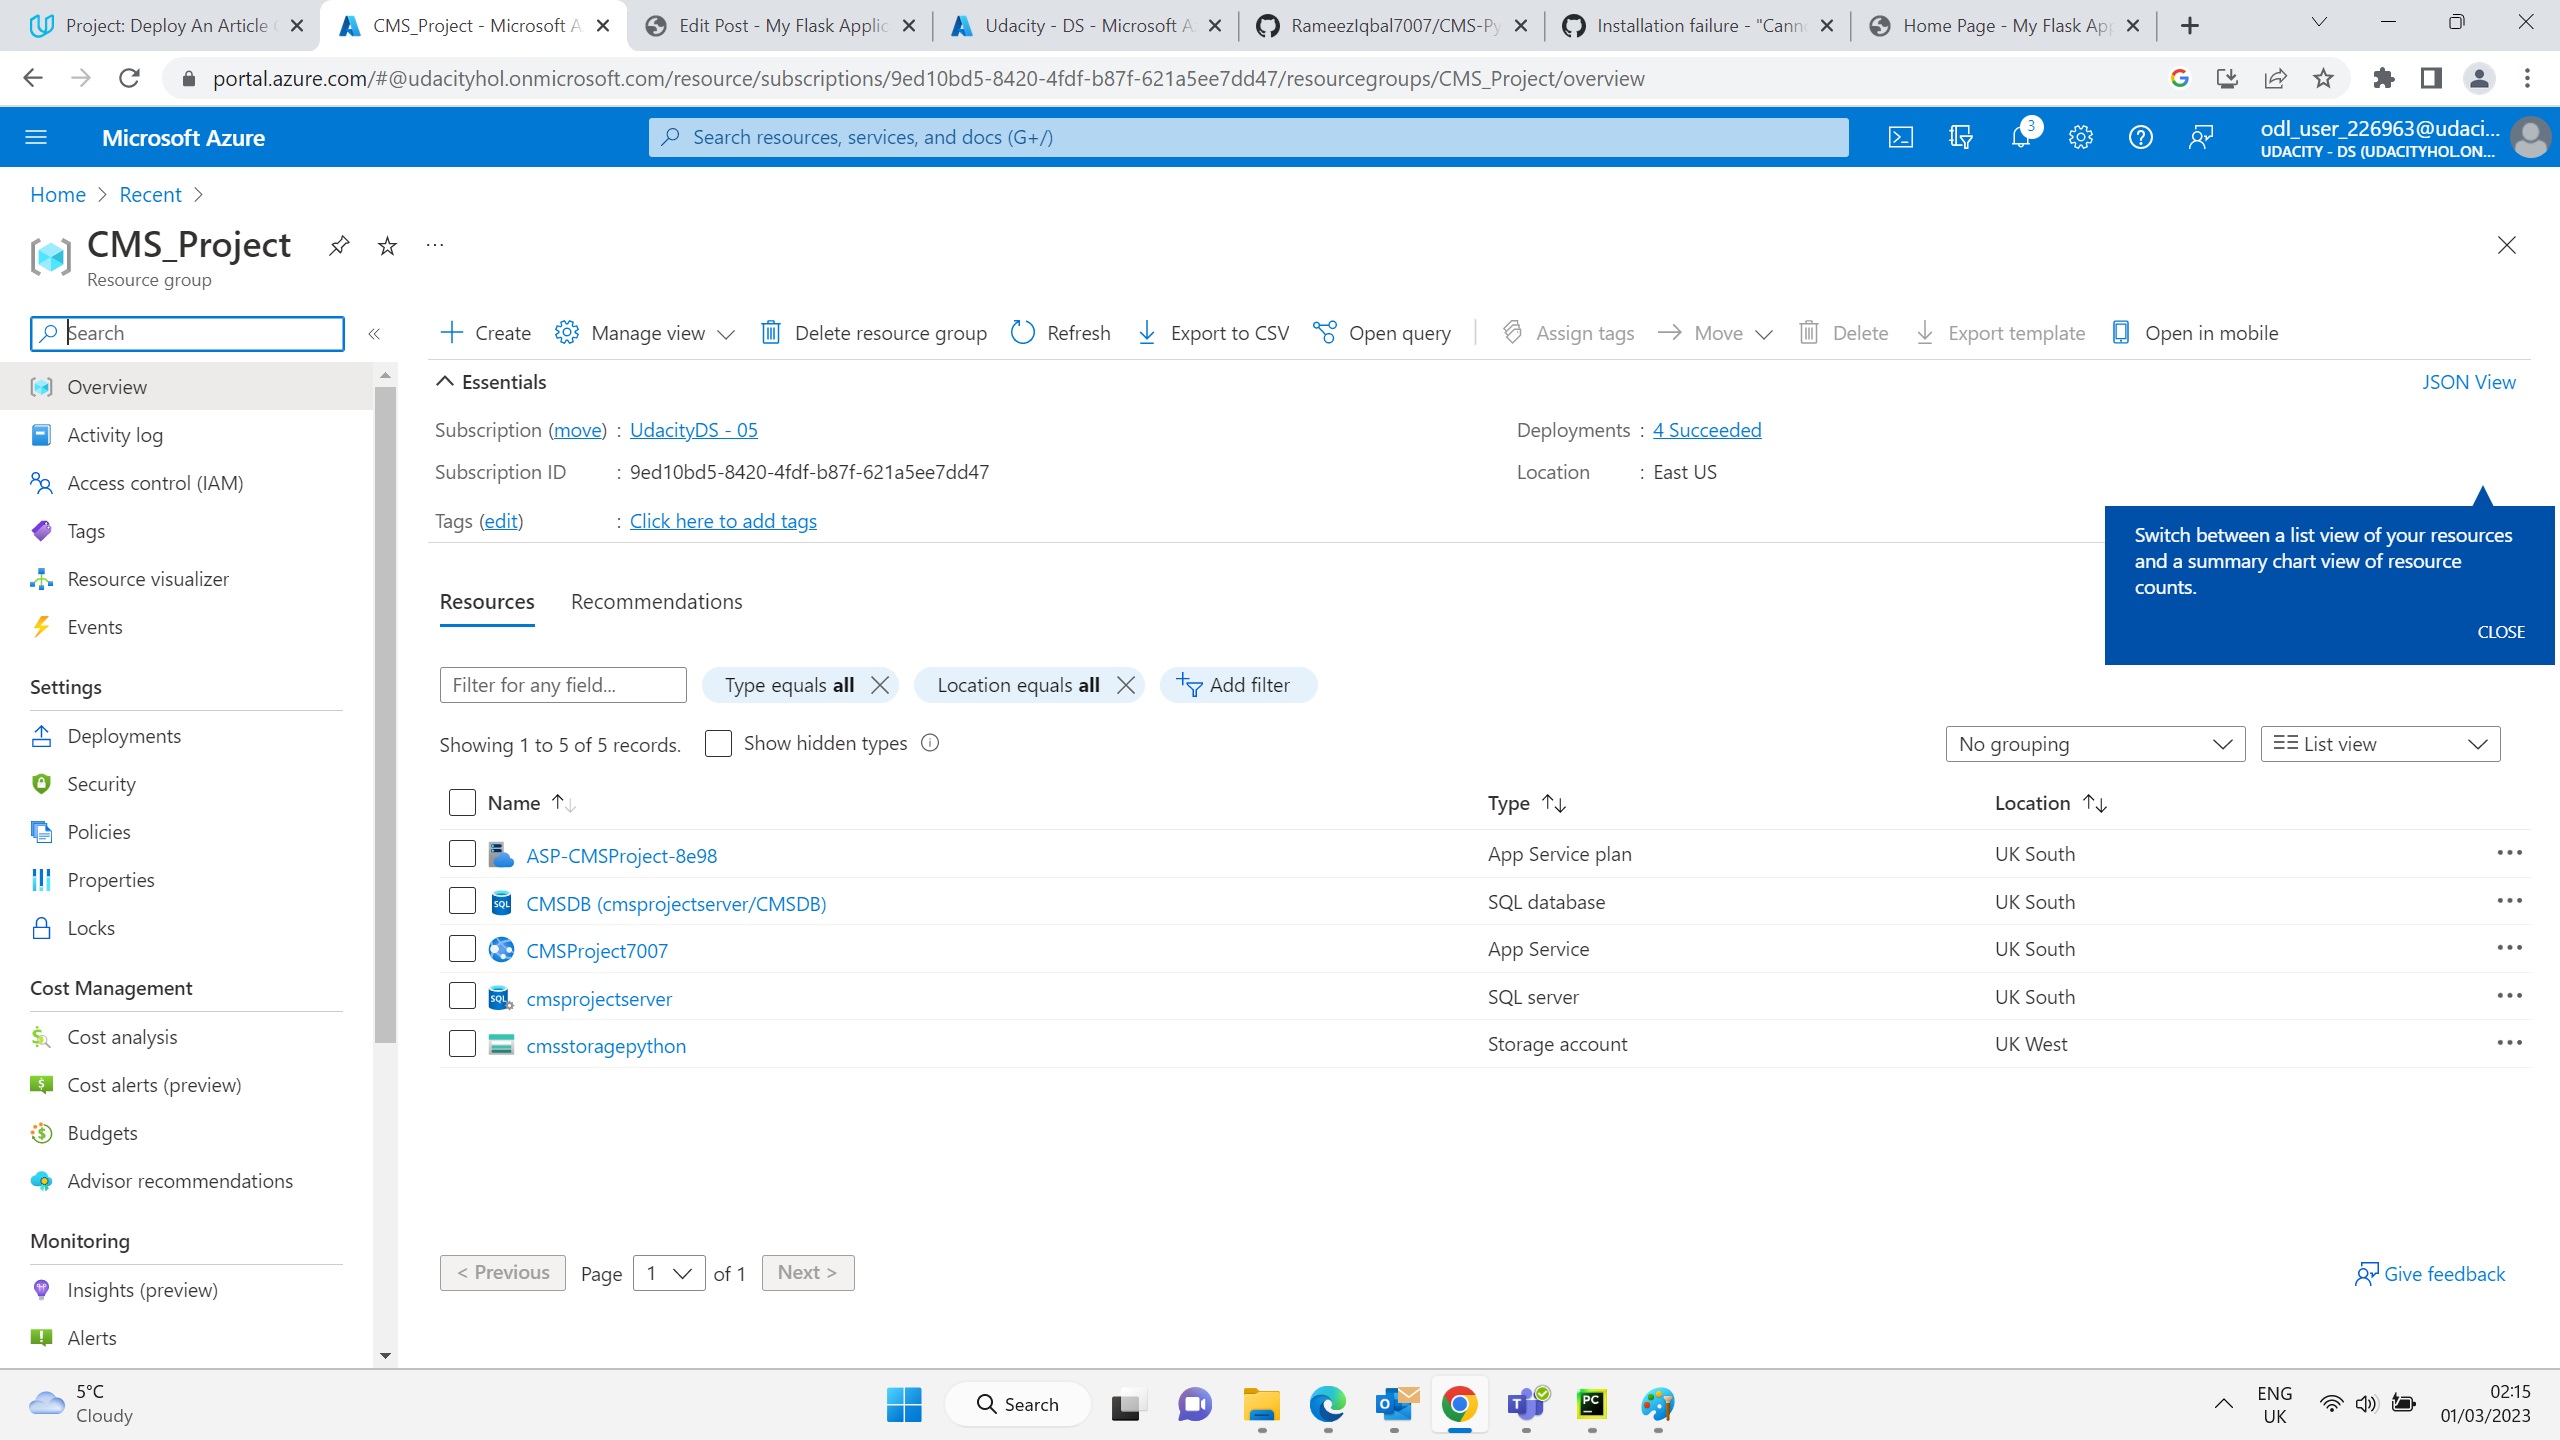 Project: Deploy An Article
CMS_Project - Microsoft A
Edit Post - My Flask Applic
Udacity - DS - Microsoft A
RameezIqbal7007/CMS-Py
Installation failure - "Cann
Home Page - My Flask App
portal.azure.com/#@udacityhol.onmicrosoft.com/resource/subscriptions/9ed10bd5-8420-4fdf-b87f-621a5ee7dd47/resourcegroups/CMS_Project/overview
Microsoft Azure
Search resources, services, and docs (G+/)
3
odl_user_226963@udaci...
UDACITY - DS (UDACITYHOL.ON...
Home > Recent >
CMS_Project
Resource group
Search
Create
Manage view
Delete resource group
Refresh
Export to CSV
Open query
Assign tags
Move
Delete
Export template
Open in mobile
Overview
Activity log
Access control (IAM)
Tags
Resource visualizer
Events
Settings
Deployments
Security
Policies
Properties
Locks
Cost Management
Cost analysis
Cost alerts (preview)
Budgets
Advisor recommendations
Monitoring
Insights (preview)
Alerts
Essentials
JSON View
Subscription (move) : UdacityDS - 05
Deployments : 4 Succeeded
Subscription ID : 9ed10bd5-8420-4fdf-b87f-621a5ee7dd47
Location : East US
Tags (edit) : Click here to add tags
Switch between a list view of your resources
and a summary chart view of resource
counts.
CLOSE
Resources
Recommendations
Filter for any field...
Type equals all
Location equals all
Add filter
Showing 1 to 5 of 5 records.
Show hidden types
No grouping
List view
Name
Type
Location
ASP-CMSProject-8e98
App Service plan
UK South
CMSDB (cmsprojectserver/CMSDB)
SQL database
UK South
CMSProject7007
App Service
UK South
cmsprojectserver
SQL server
UK South
cmsstoragepython
Storage account
UK West
< Previous
Page 1 of 1
Next >
Give feedback
5°C
Cloudy
Search
ENG
UK
02:15
01/03/2023